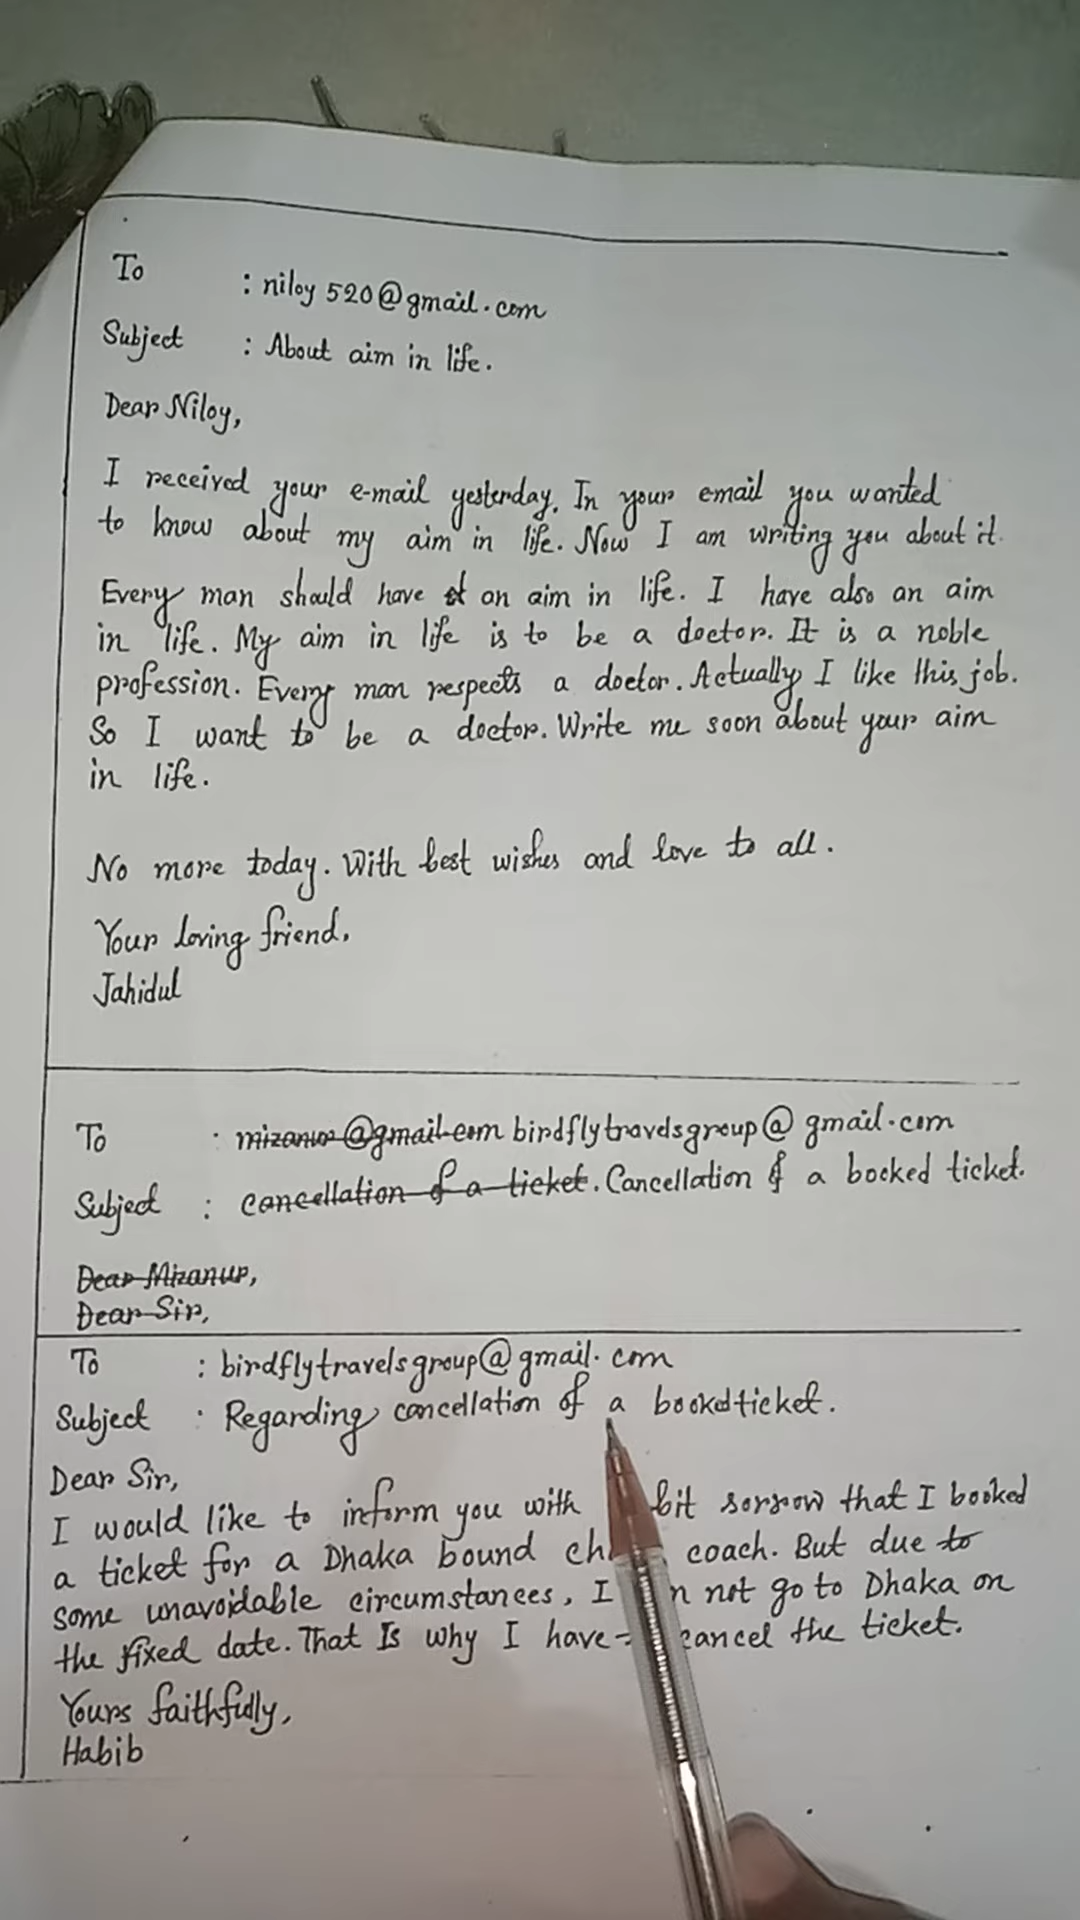 To : niloy 520@gmail.com
Subject : About aim in life.
Dear Niloy,
I received your e-mail yesterday. In your email you wanted
to know about my aim in life. Now I am writing you about it.
Every man should have an aim in life. I have also an aim
in life. My aim in life is to be a doctor. It is a noble
profession. Every man respects a doctor. Actually I like this job.
So I want to be a doctor. Write me soon about your aim
in life.
No more today. With best wishes and love to all.
Your loving friend,
Jahidul
To : mizanur@gmail.com birdflytravelsgroup@gmail.com
Subject : cancellation of a ticket. Cancellation of a booked ticket.
Dear Mizanur,
Dear Sir,
To : birdflytravelsgroup@gmail.com
Subject : Regarding cancellation of a booked ticket.
Dear Sir,
I would like to inform you with bit sorrow that I booked
a ticket for a Dhaka bound coach. But due to
some unavoidable circumstances, I not go to Dhaka on
the fixed date. That Is why I have cancel the ticket.
Yours faithfully,
Habib